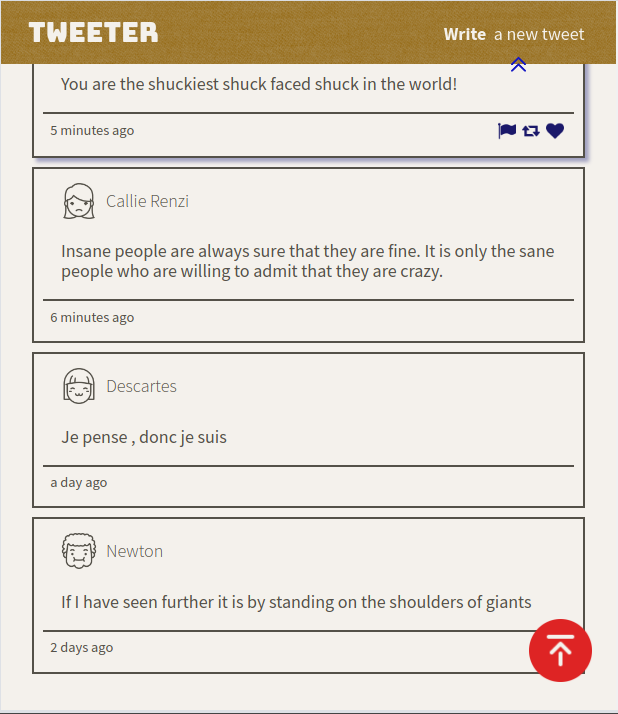 TWEETER
Write a new tweet
You are the shuckiest shuck faced shuck in the world!
5 minutes ago
Callie Renzi
Insane people are always sure that they are fine. It is only the sane
people who are willing to admit that they are crazy.
6 minutes ago
Descartes
Je pense , donc je suis
a day ago
Newton
If I have seen further it is by standing on the shoulders of giants
2 days ago